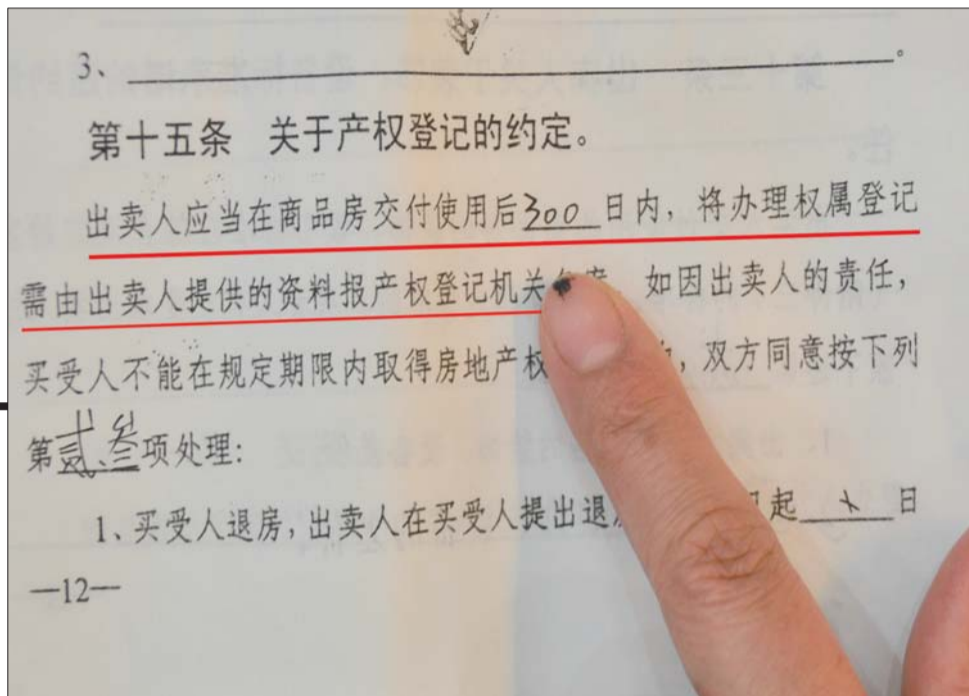 3、                    。
第十五条 关于产权登记的约定。
出卖人应当在商品房交付使用后300日内，将办理权属登记
需由出卖人提供的资料报产权登记机关 如因出卖人的责任，
买受人不能在规定期限内取得房地产权 ，双方同意按下列
第贰、叁项处理：
1、买受人退房，出卖人在买受人提出退 起 × 日
—12—